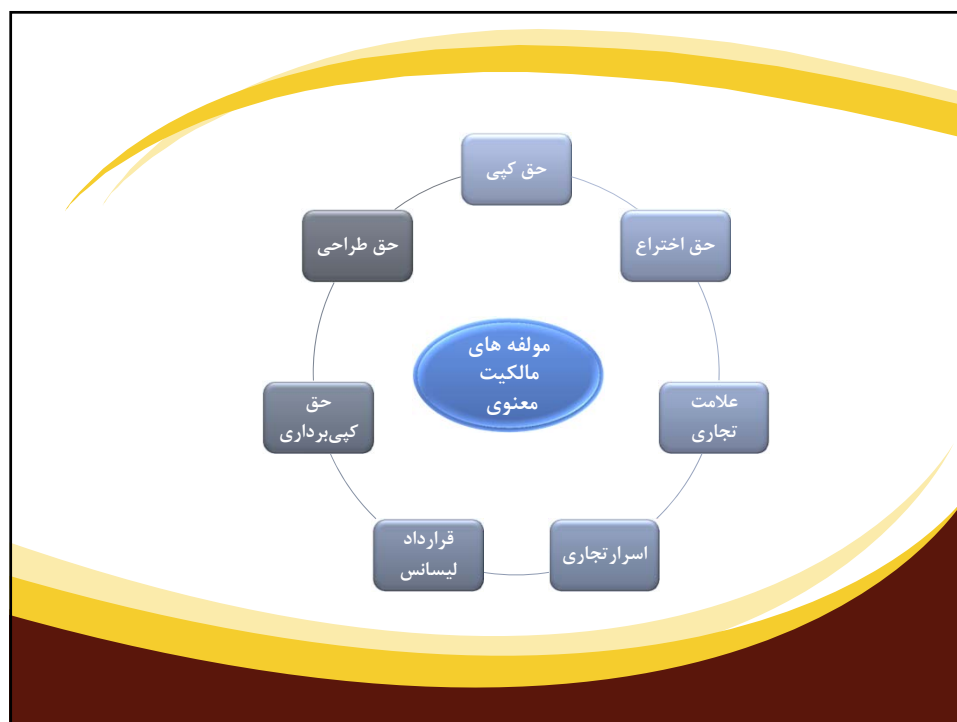 حق کپی
حق اختراع
علامت
تجاری
اسرارتجاری
قرارداد
لیسانس
حق
کپی‌برداری
حق طراحی
مولفه های
مالکیت
معنوی